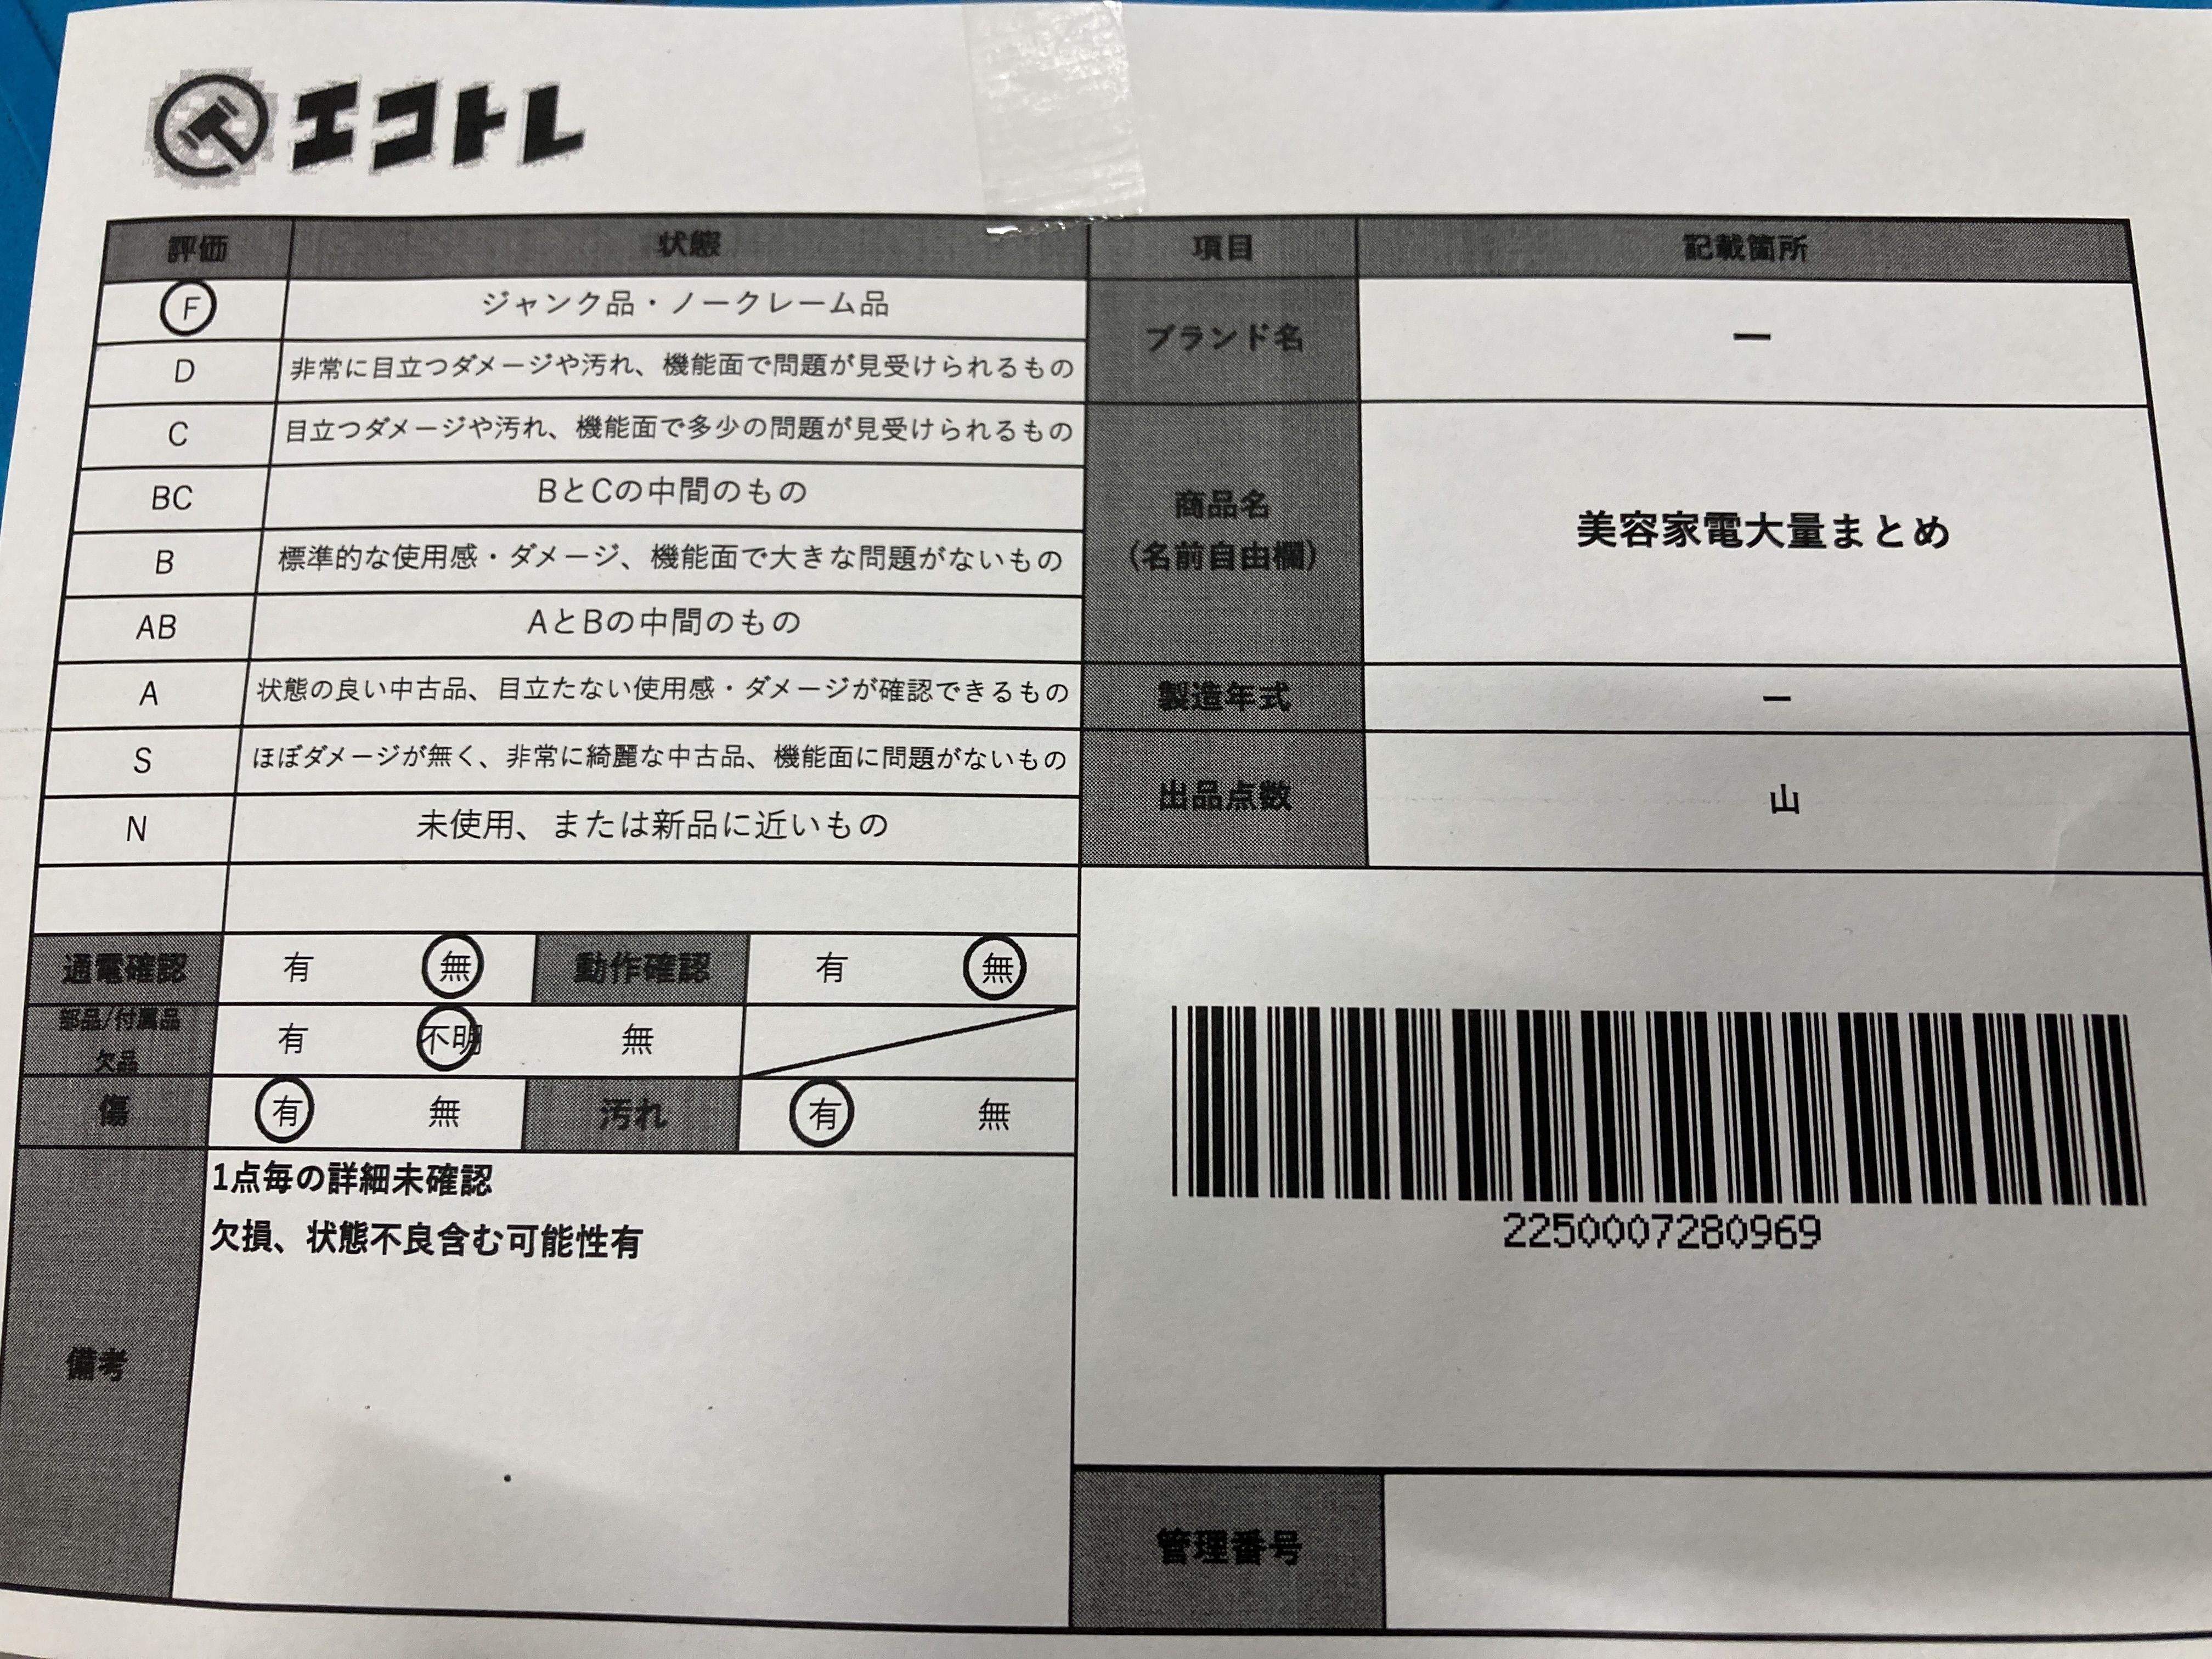 エコトレ
評価 状態 項目 記載箇所
F ジャンク品・ノークレーム品
ブランド名 ー
D 非常に目立つダメージや汚れ、機能面で問題が見受けられるもの
C 目立つダメージや汚れ、機能面で多少の問題が見受けられるもの
BC BとCの中間のもの
商品名
(名前自由欄)
美容家電大量まとめ
B 標準的な使用感・ダメージ、機能面で大きな問題がないもの
AB AとBの中間のもの
A 状態の良い中古品、目立たない使用感・ダメージが確認できるもの
製造年式 ー
S ほぼダメージが無く、非常に綺麗な中古品、機能面に問題がないもの
出品点数 山
N 未使用、または新品に近いもの
通電確認 有 無 動作確認 有 無
部品/付属品
欠品
有 不明 無
傷 有 無 汚れ 有 無
備考
1点毎の詳細未確認
欠損、状態不良含む可能性有
2250007280969
管理番号